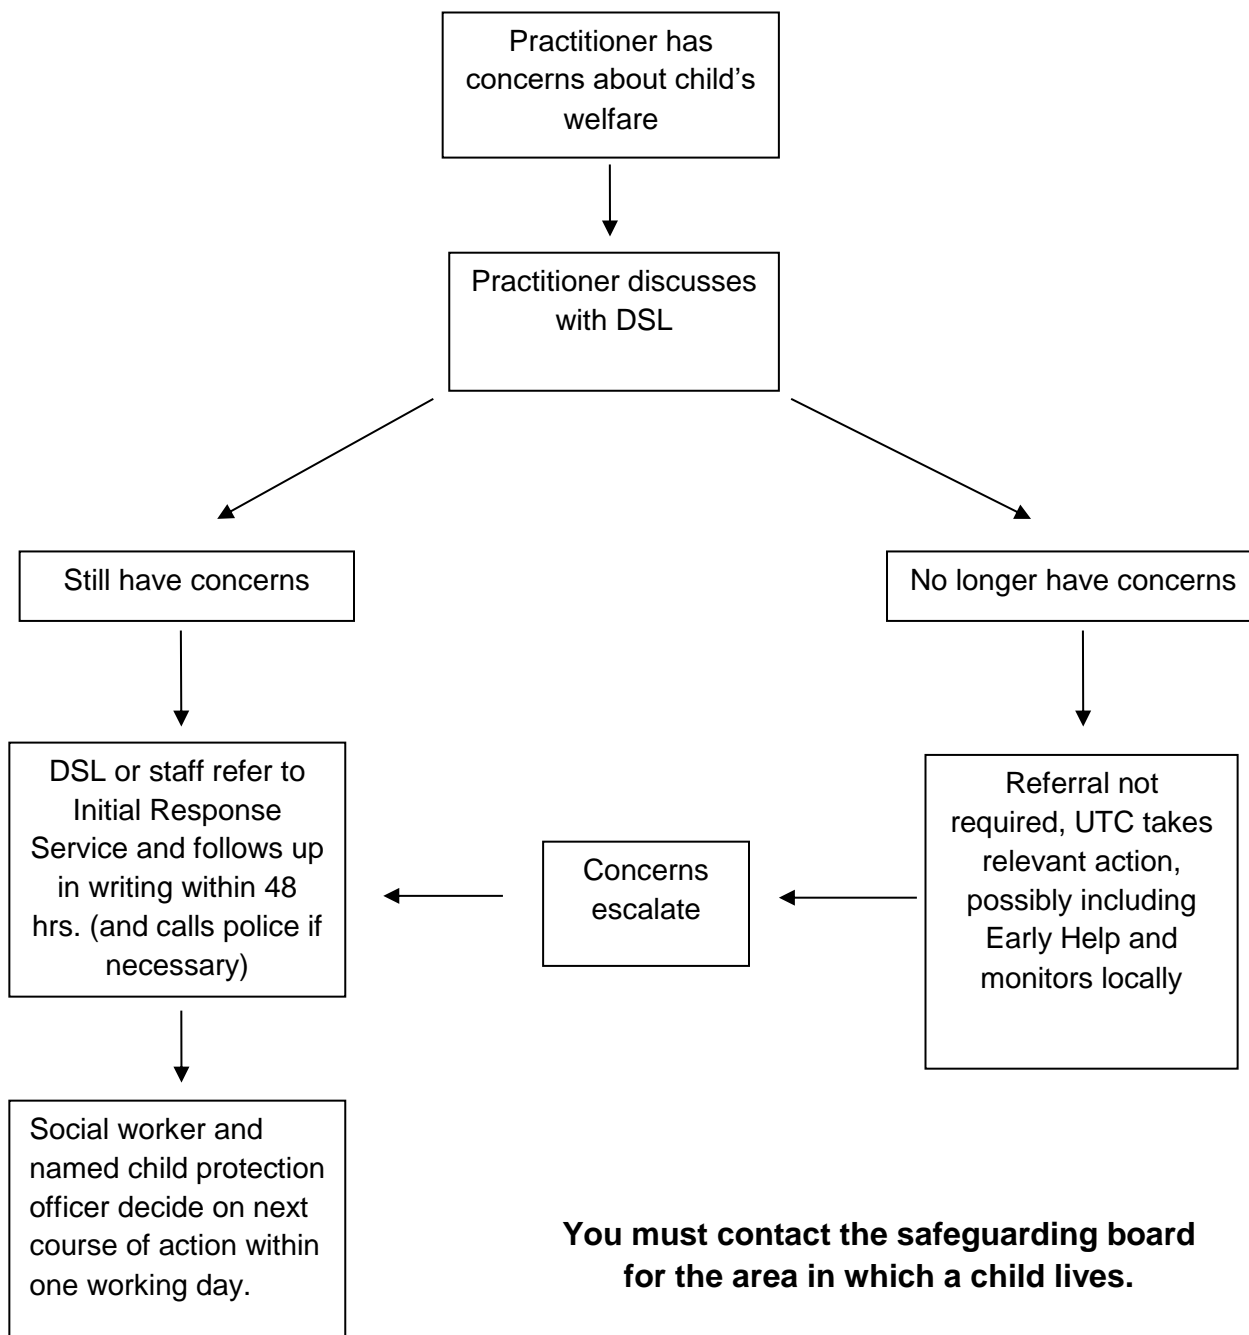 Practitioner has
concerns about child’s
welfare
Practitioner discusses
with DSL
Still have concerns
No longer have concerns
DSL or staff refer to
Initial Response
Service and follows up
in writing within 48
hrs. (and calls police if
necessary)
Concerns
escalate
Referral not
required, UTC takes
relevant action,
possibly including
Early Help and
monitors locally
Social worker and
named child protection
officer decide on next
course of action within
one working day.
You must contact the safeguarding board
for the area in which a child lives.